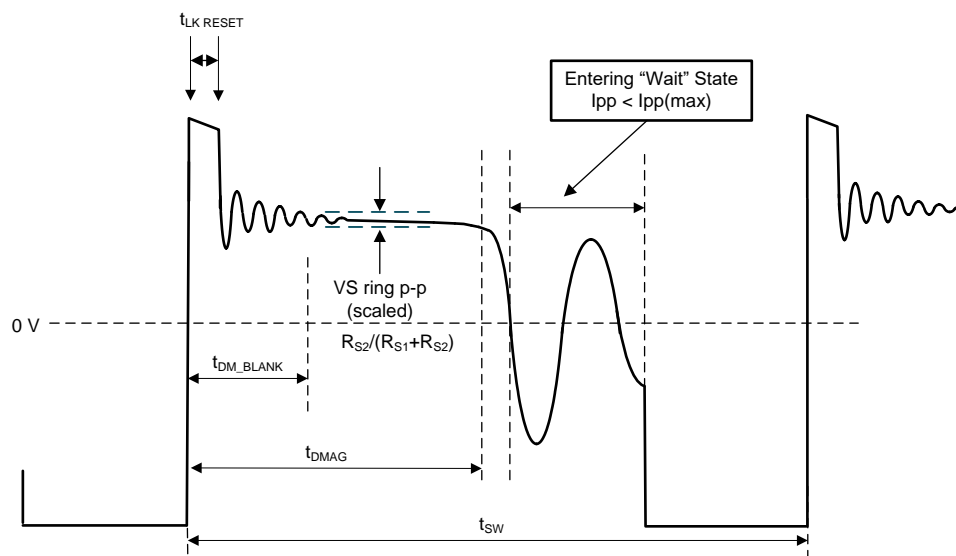 tLK RESET
Entering “Wait” State
Ipp < Ipp(max)
VS ring p-p
(scaled)
0 V
RS2/(RS1+RS2)
tDM_BLANK
tDMAG
tSW